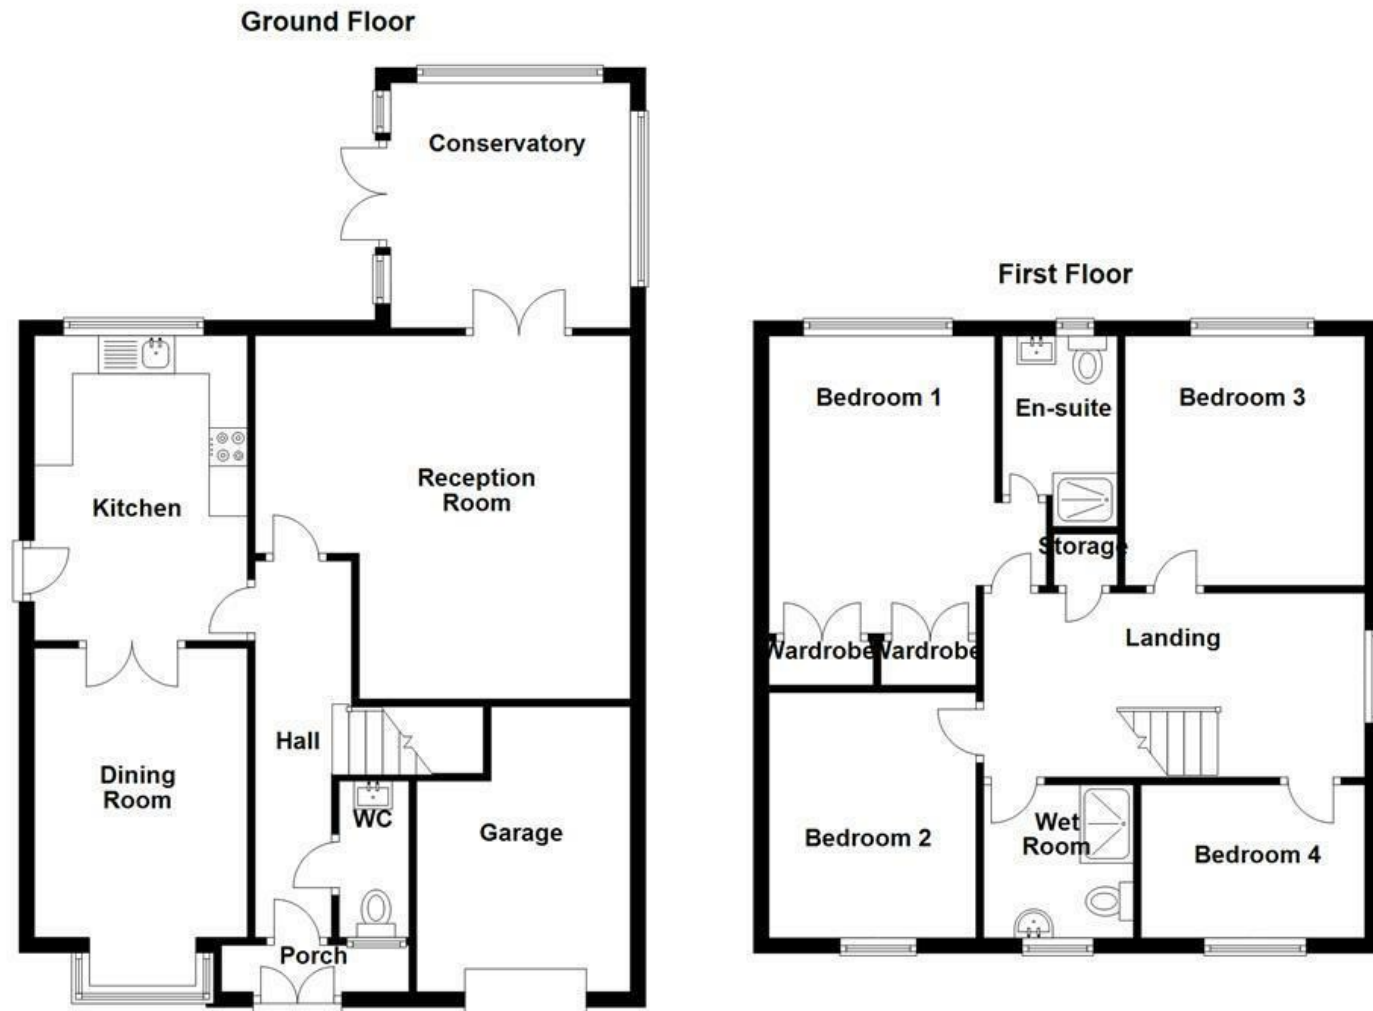 Ground Floor
Conservatory
Kitchen
Reception
Room
Dining
Room
Hall
WC
Garage
Porch
First Floor
Bedroom 1
En-suite
Bedroom 3
Storage
Wardrobe
Wardrobe
Landing
Bedroom 2
Wet
Room
Bedroom 4